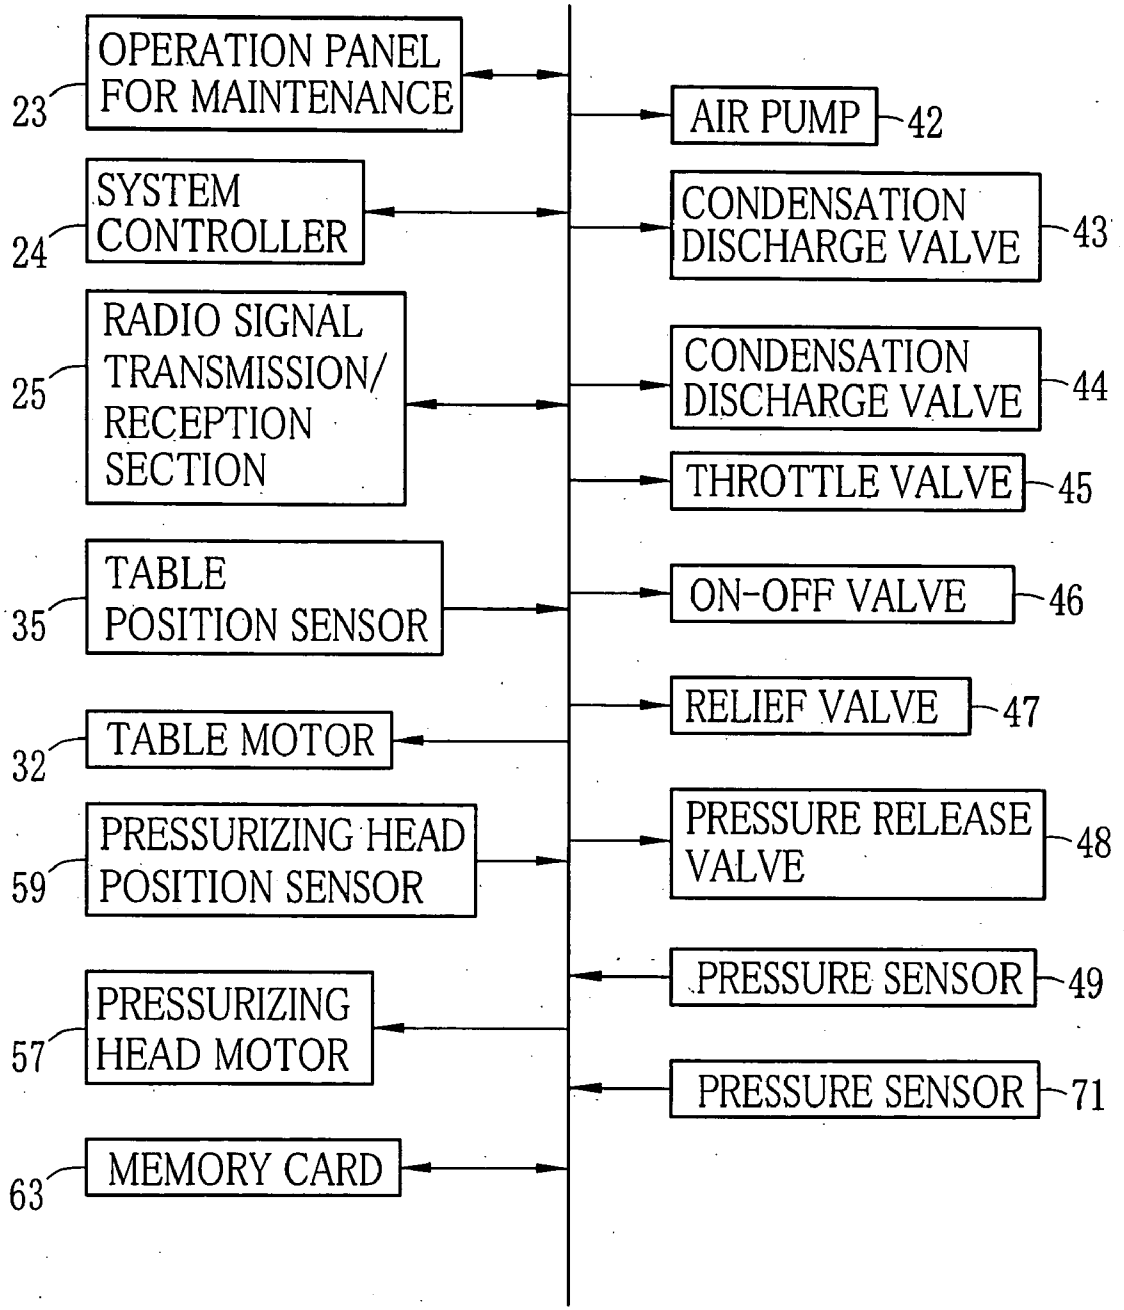 OPERATION PANEL
FOR MAINTENANCE
23
SYSTEM
CONTROLLER
24
RADIO SIGNAL
TRANSMISSION/
RECEPTION
SECTION
25
TABLE
POSITION SENSOR
35
TABLE MOTOR
32
PRESSURIZING HEAD
POSITION SENSOR
59
PRESSURIZING
HEAD MOTOR
57
MEMORY CARD
63
AIR PUMP
42
CONDENSATION
DISCHARGE VALVE
43
CONDENSATION
DISCHARGE VALVE
44
THROTTLE VALVE
45
ON-OFF VALVE
46
RELIEF VALVE
47
PRESSURE RELEASE
VALVE
48
PRESSURE SENSOR
49
PRESSURE SENSOR
71